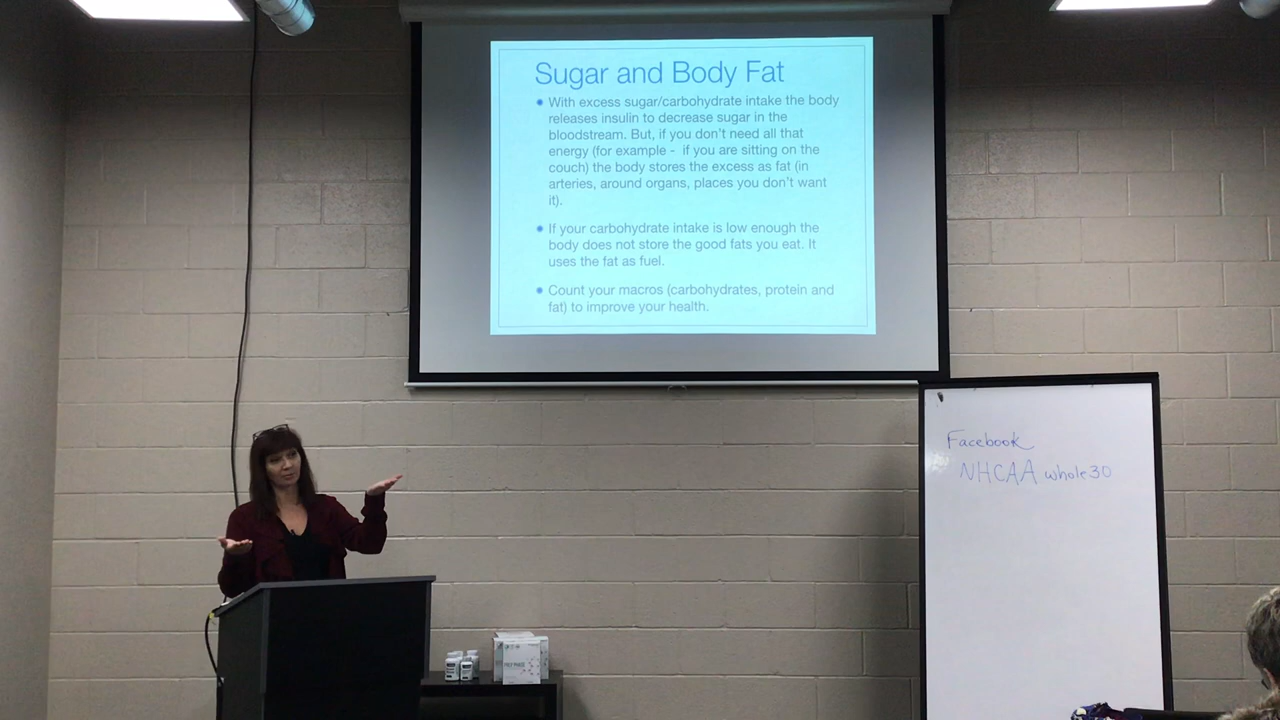 Sugar and Body Fat
• With excess sugar/carbohydrate intake the body
releases insulin to decrease sugar in the
bloodstream. But, if you don't need all that
energy (for example - if you are sitting on the
couch) the body stores the excess as fat (in
arteries, around organs, places you don't want
it).
• If your carbohydrate intake is low enough the
body does not store the good fats you eat. It
uses the fat as fuel.
• Count your macros (carbohydrates, protein and
fat) to improve your health.
Facebook
NHCAA whole30